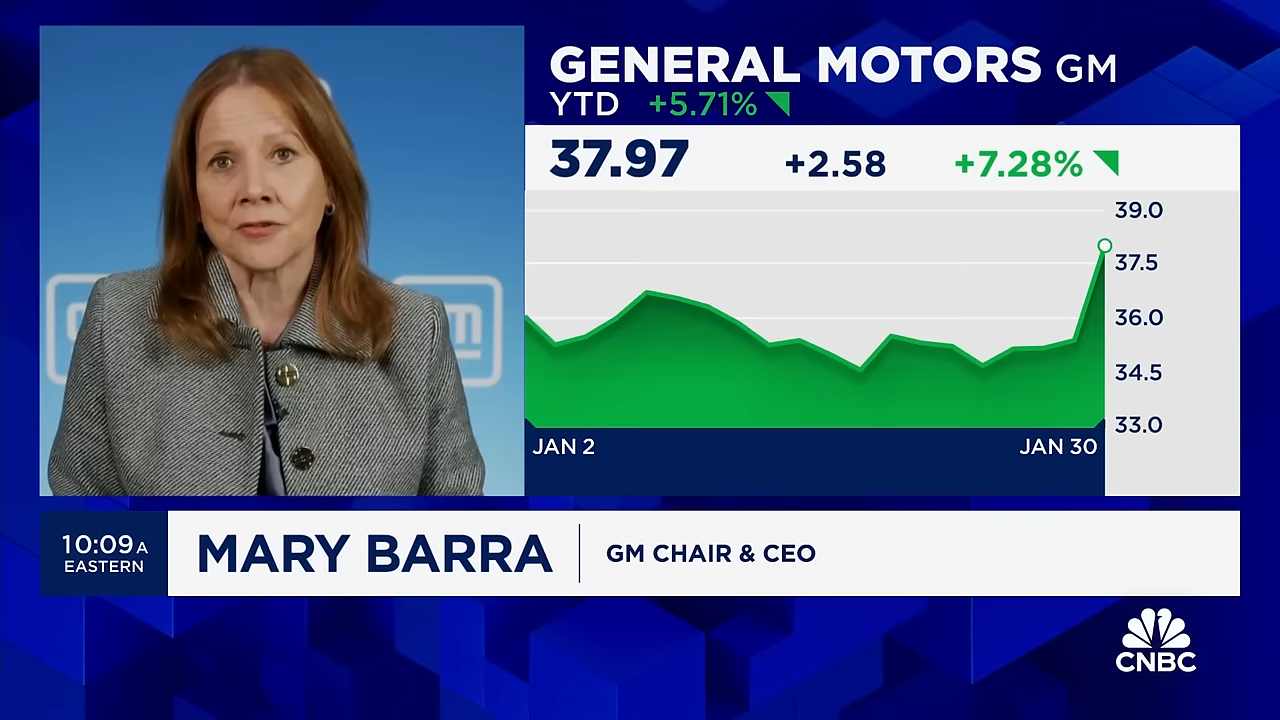 GENERAL MOTORS GM
YTD +5.71%
37.97 +2.58 +7.28%
39.0
37.5
36.0
34.5
33.0
JAN 2 JAN 30
10:09 A
EASTERN
MARY BARRA
GM CHAIR & CEO
CNBC